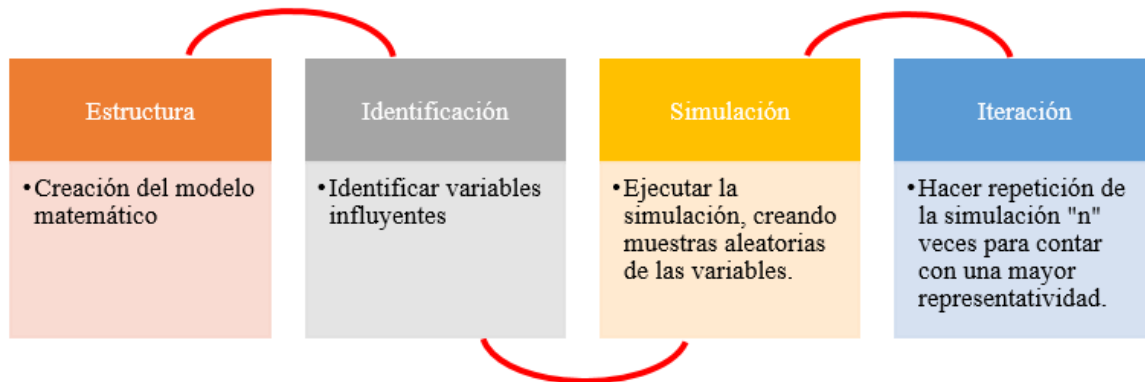 Estructura
•Creación del modelo
matemático
Identificación
•Identificar variables
influyentes
Simulación
•Ejecutar la
simulación, creando
muestras aleatorias
de las variables.
Iteración
•Hacer repetición de
la simulación "n"
veces para contar
con una mayor
representatividad.